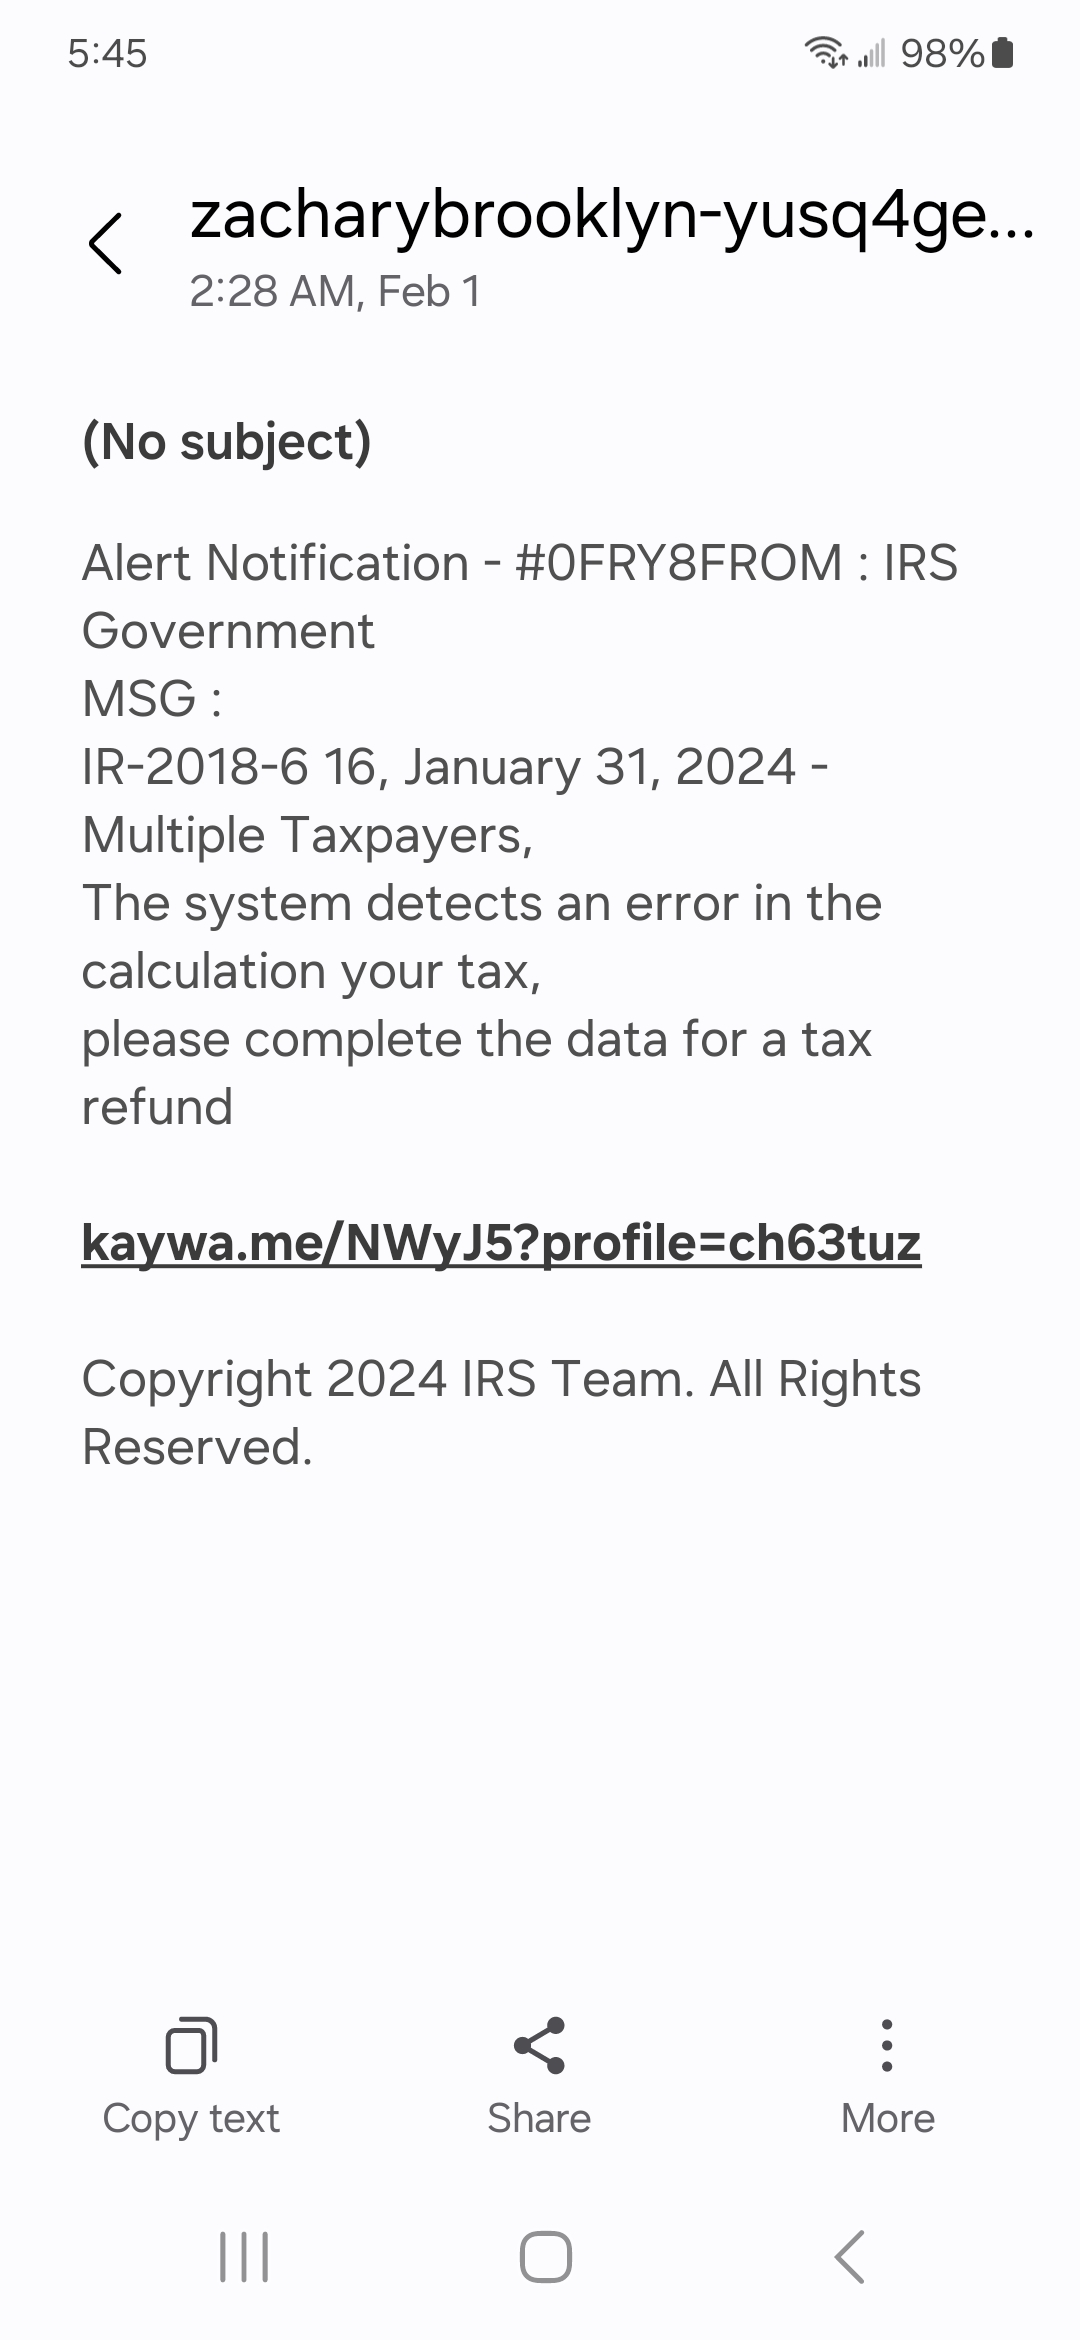 5:45
98%
zacharybrooklyn-yusq4ge...
2:28 AM, Feb 1
(No subject)
Alert Notification - #0FRY8FROM : IRS
Government
MSG :
IR-2018-6 16, January 31, 2024 -
Multiple Taxpayers,
The system detects an error in the
calculation your tax,
please complete the data for a tax
refund
kaywa.me/NWyJ5?profile=ch63tuz
Copyright 2024 IRS Team. All Rights
Reserved.
Copy text
Share
More